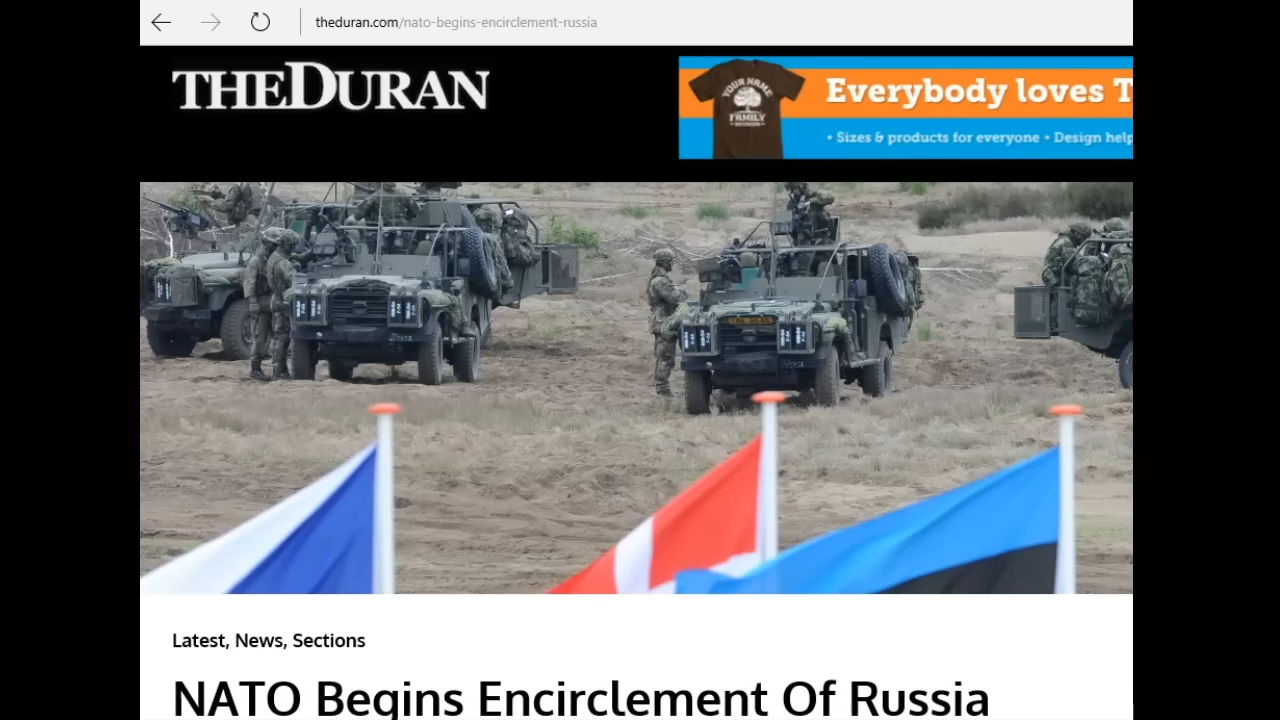 theduran.com/nato-begins-encirclement-russia
THEDURAN
YOUR NAME
FAMILY
Everybody loves T
• Sizes & products for everyone • Design help
Latest, News, Sections
NATO Begins Encirclement Of Russia